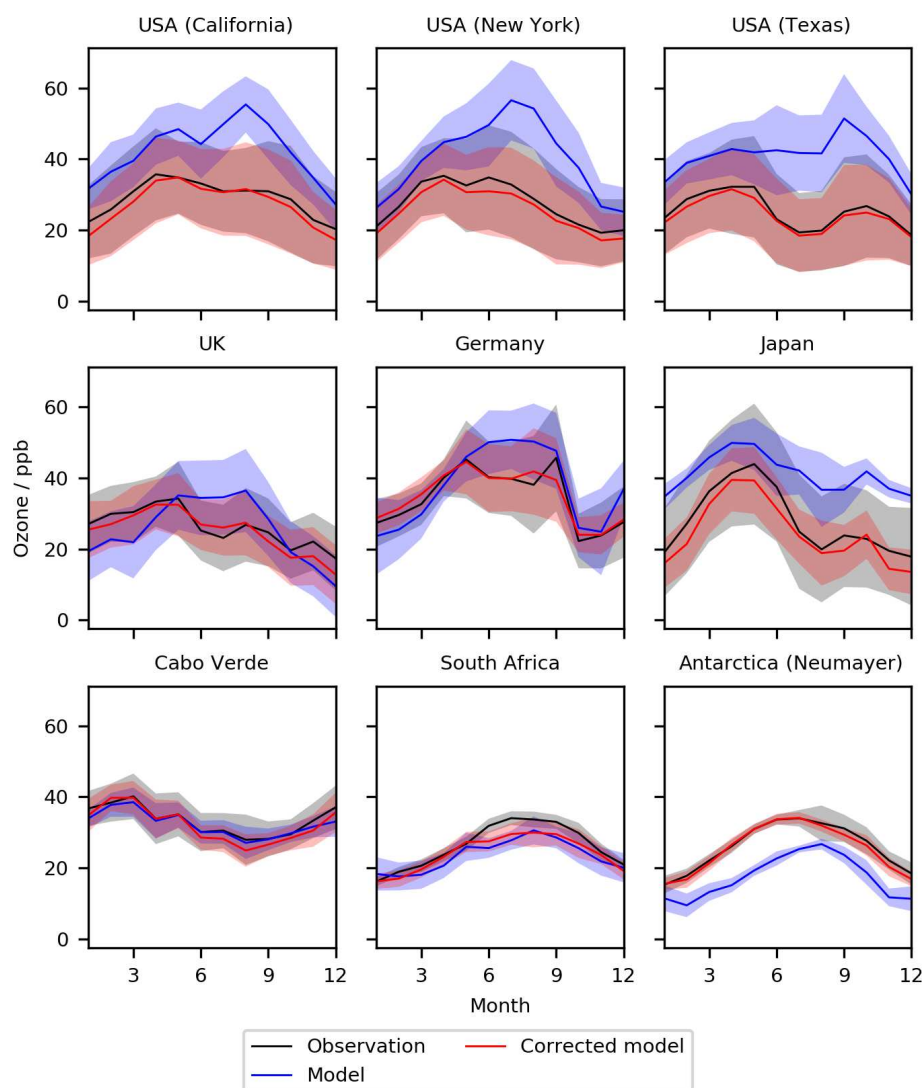 USA (California) USA (New York) USA (Texas)
60
40
20
0
UK Germany Japan
60
40
20
0
Ozone / ppb
Cabo Verde South Africa Antarctica (Neumayer)
60
40
20
0
3 6 9 12 3 6 9 12 3 6 9 12
Month
Observation Corrected model
Model